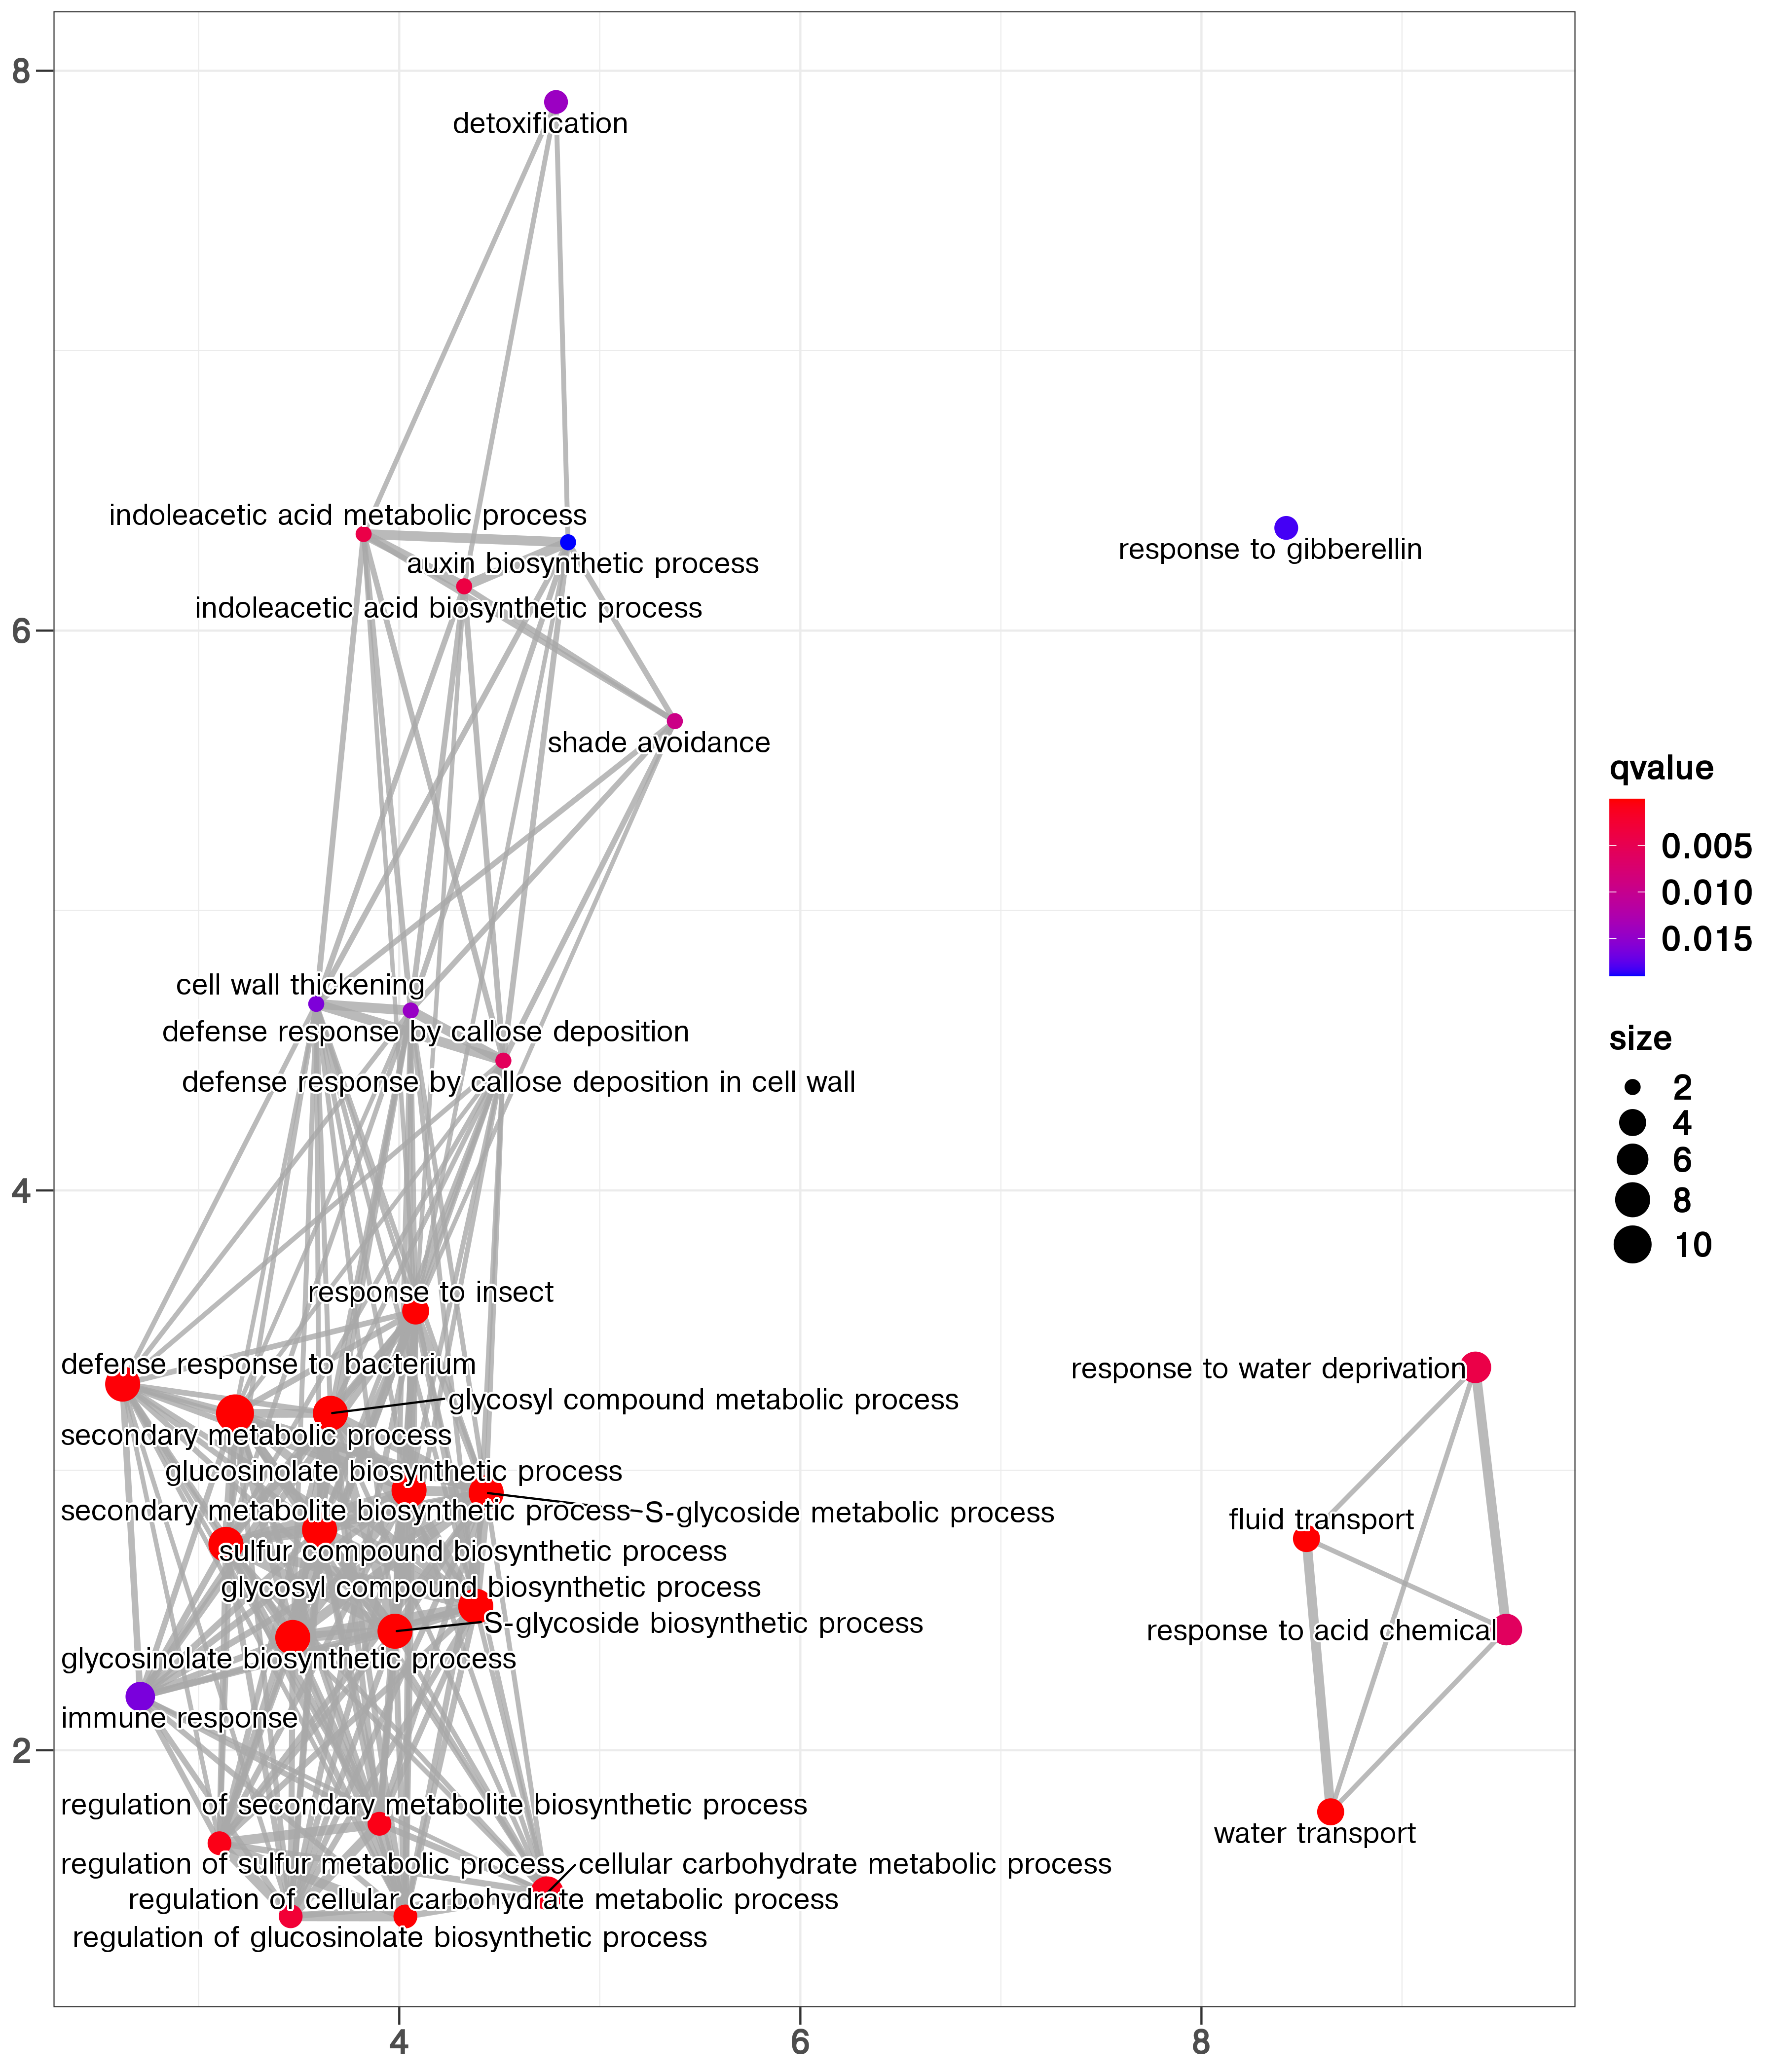 8
detoxification
indoleacetic acid metabolic process
response to gibberellin
auxin biosynthetic process
indoleacetic acid biosynthetic process
6
shade avoidance
qvalue
0.005
0.010
0.015
cell wall thickening
defense response by callose deposition
size
defense response by callose deposition in cell wall
2
4
6
8
10
4
response to insect
defense response to bacterium
response to water deprivation
glycosyl compound metabolic process
secondary metabolic process
glucosinolate biosynthetic process
secondary metabolite biosynthetic process
S-glycoside metabolic process
fluid transport
sulfur compound biosynthetic process
glycosyl compound biosynthetic process
S-glycoside biosynthetic process
response to acid chemical
glycosinolate biosynthetic process
immune response
2
regulation of secondary metabolite biosynthetic process
water transport
regulation of sulfur metabolic process
cellular carbohydrate metabolic process
regulation of cellular carbohydrate metabolic process
regulation of glucosinolate biosynthetic process
4
6
8